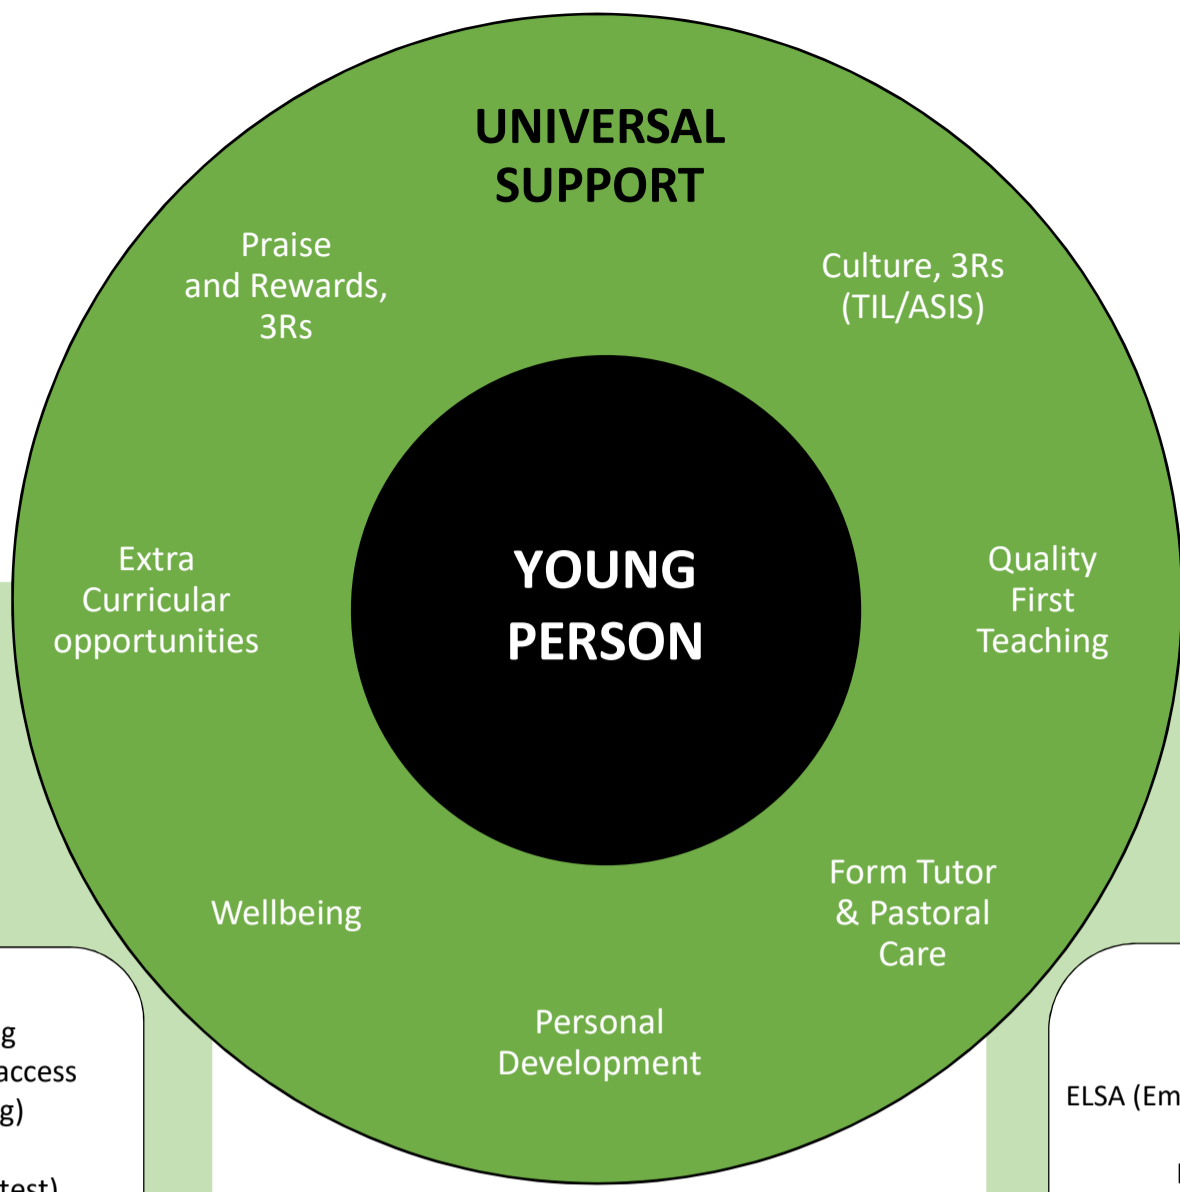 UNIVERSAL
SUPPORT
Praise
and Rewards,
3Rs
Culture, 3Rs
(TIL/ASIS)
Extra
Curricular
opportunities
YOUNG
PERSON
Quality
First
Teaching
Wellbeing
Form Tutor
& Pastoral
Care
Personal
Development
g
access
g)
test)
ELSA (Em